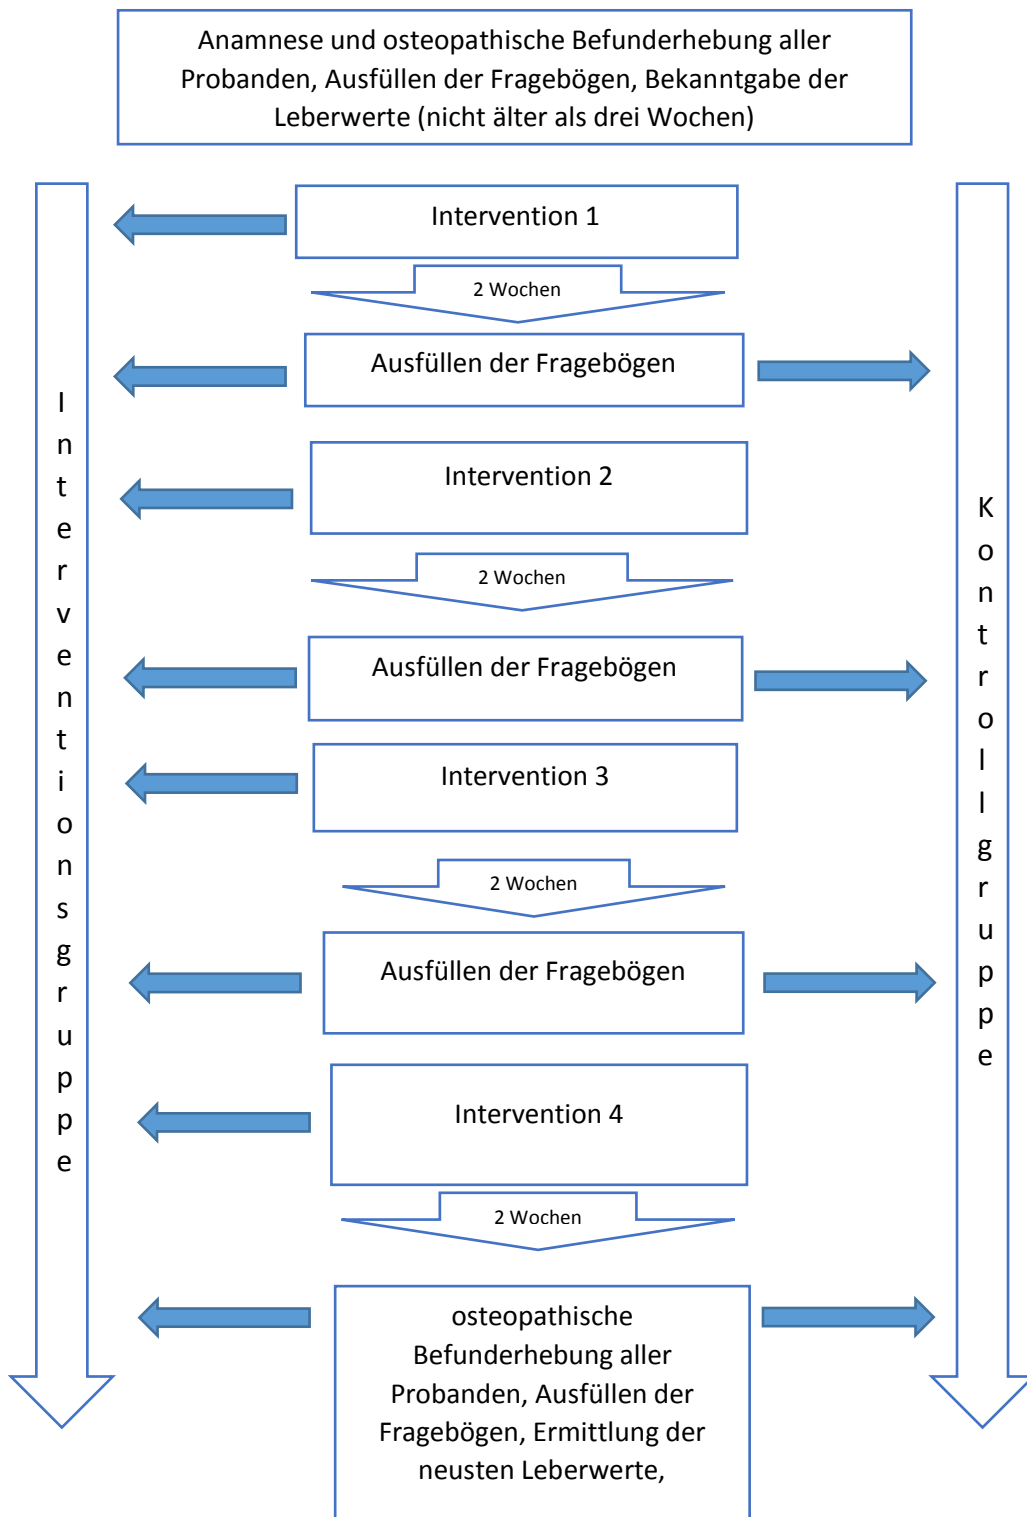 Anamnese und osteopathische Befunderhebung aller
Probanden, Ausfüllen der Fragebögen, Bekanntgabe der
Leberwerte (nicht älter als drei Wochen)
Interventionsgruppe
Intervention 1
2 Wochen
Ausfüllen der Fragebögen
Intervention 2
2 Wochen
Ausfüllen der Fragebögen
Intervention 3
2 Wochen
Ausfüllen der Fragebögen
Intervention 4
2 Wochen
osteopathische
Befunderhebung aller
Probanden, Ausfüllen der
Fragebögen, Ermittlung der
neusten Leberwerte,
Kontrollgruppe